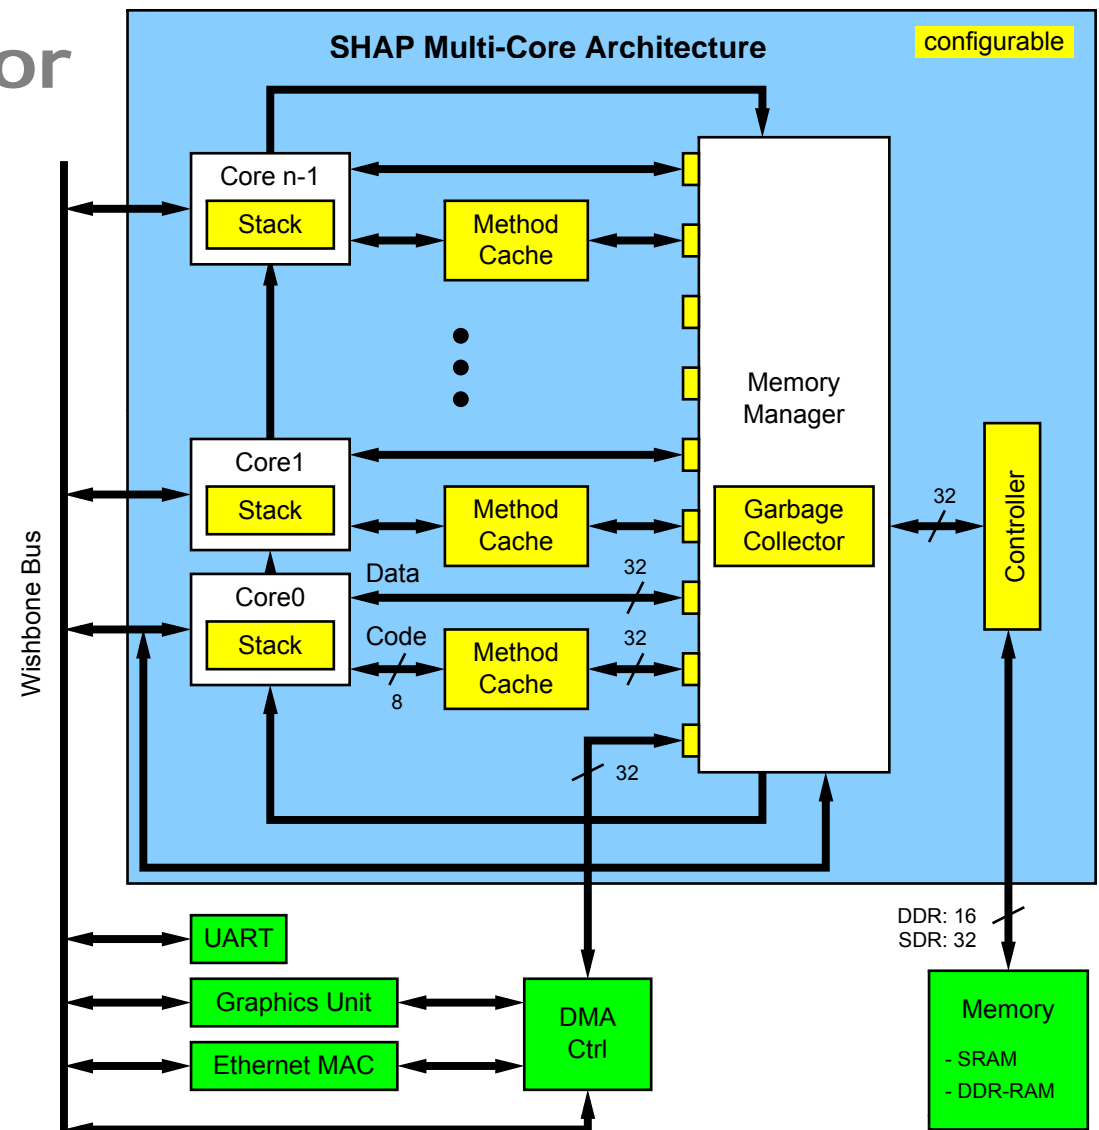 or
SHAP Multi-Core Architecture
configurable
Core n-1
Stack
Method
Cache
Memory
Manager
Core1
Stack
Method
Cache
Garbage
Collector
32
Controller
Wishbone Bus
Data
32
Core0
Stack
Code
8
Method
Cache
32
32
DDR: 16
SDR: 32
UART
Graphics Unit
Ethernet MAC
DMA
Ctrl
Memory
- SRAM
- DDR-RAM